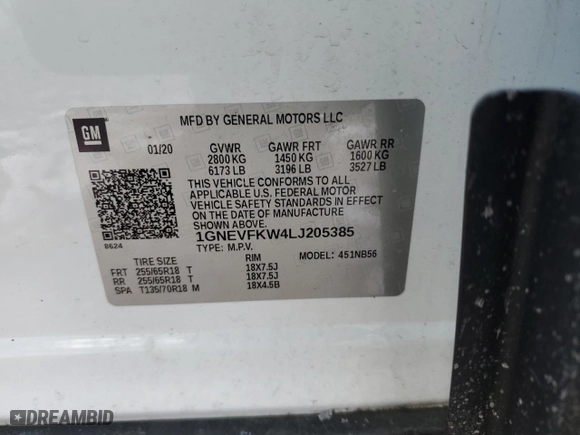 GM
MFD BY GENERAL MOTORS LLC
01/20 GVWR GAWR FRT GAWR RR
2800 KG 1450 KG 1600 KG
6173 LB 3196 LB 3527 LB
THIS VEHICLE CONFORMS TO ALL
APPLICABLE U.S. FEDERAL MOTOR
VEHICLE SAFETY STANDARDS IN EFFECT
ON THE DATE OF MANUFACTURE
SHOWN ABOVE.
8624 1GNEVFKW4LJ205385
TYPE: M.P.V. MODEL: 451NB56
TIRE SIZE RIM
FRT 255/65R18 T 18X7.5J
RR 255/65R18 T 18X7.5J
SPA T135/70R18 M 18X4.5B
DREAMBID